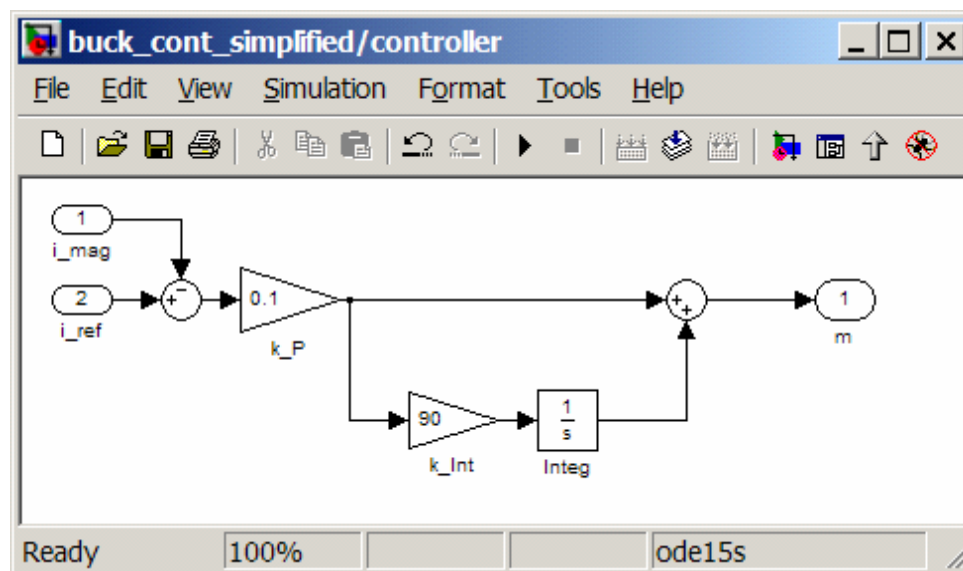 buck_cont_simplified/controller
File Edit View Simulation Format Tools Help
1
i_mag
2
i_ref
+
−
0.1
k_P
+
+
1
m
90
k_Int
1
s
Integ
Ready 100% ode15s